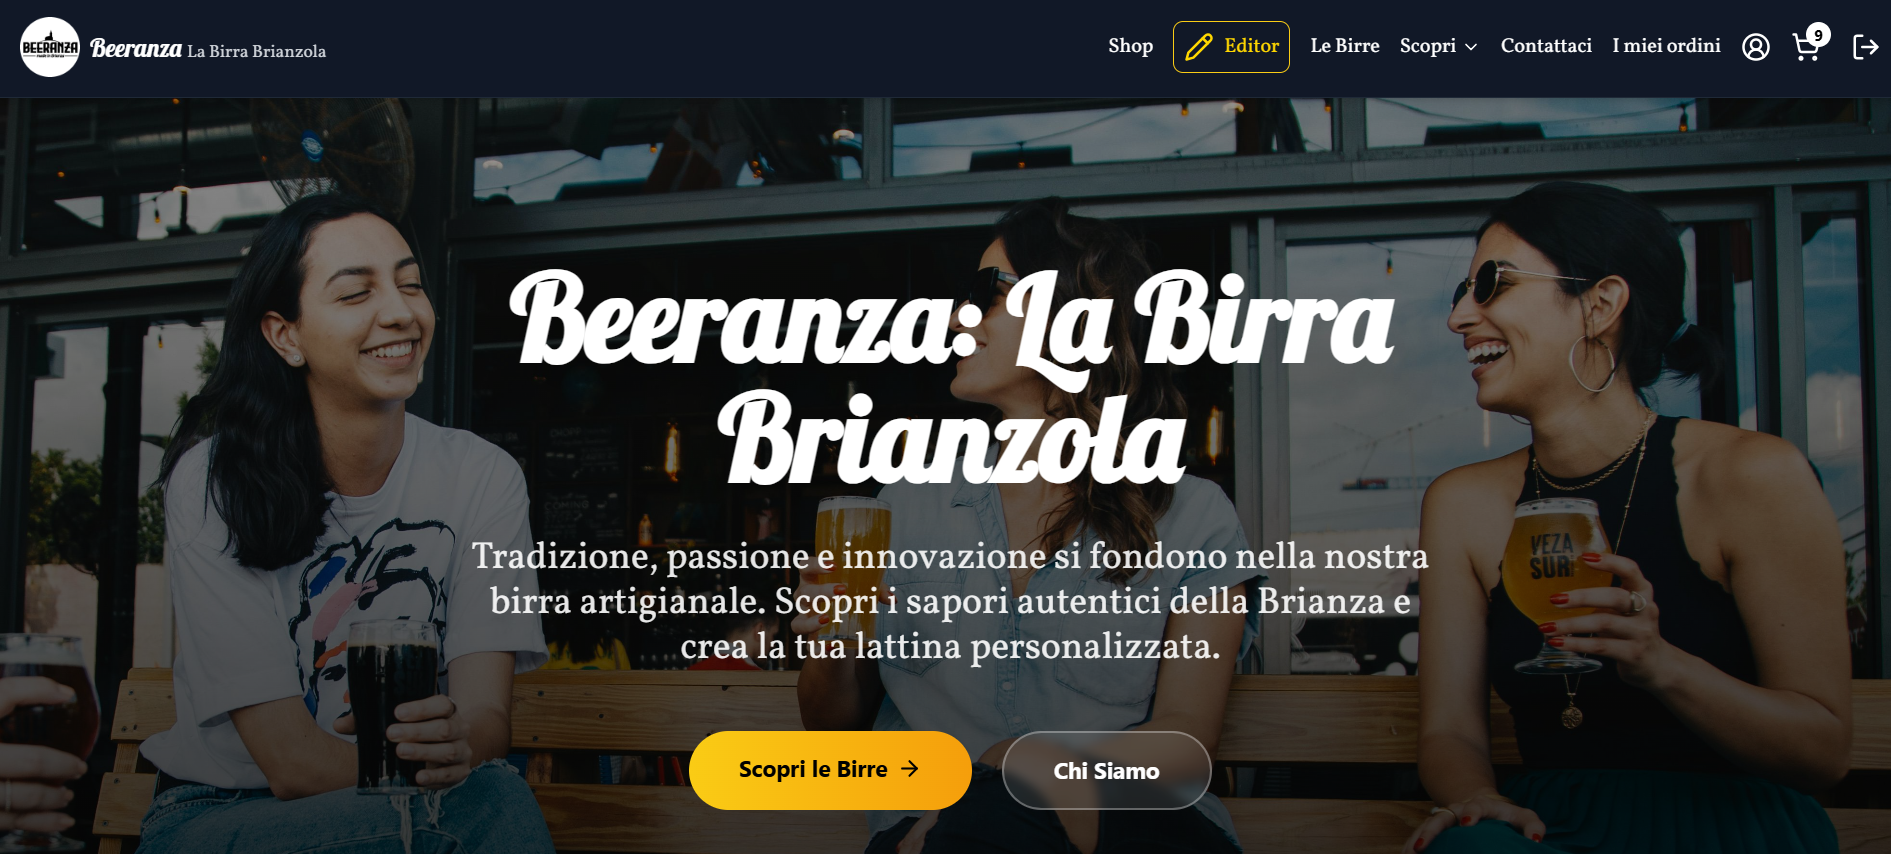 BEERANZA
Beeranza La Birra Brianzola
Shop
Editor
Le Birre
Scopri
Contattaci
I miei ordini
9
Beeranza: La Birra
Brianzola
Tradizione, passione e innovazione si fondono nella nostra
birra artigianale. Scopri i sapori autentici della Brianza e
crea la tua lattina personalizzata.
VEZA
SUR
Scopri le Birre
Chi Siamo